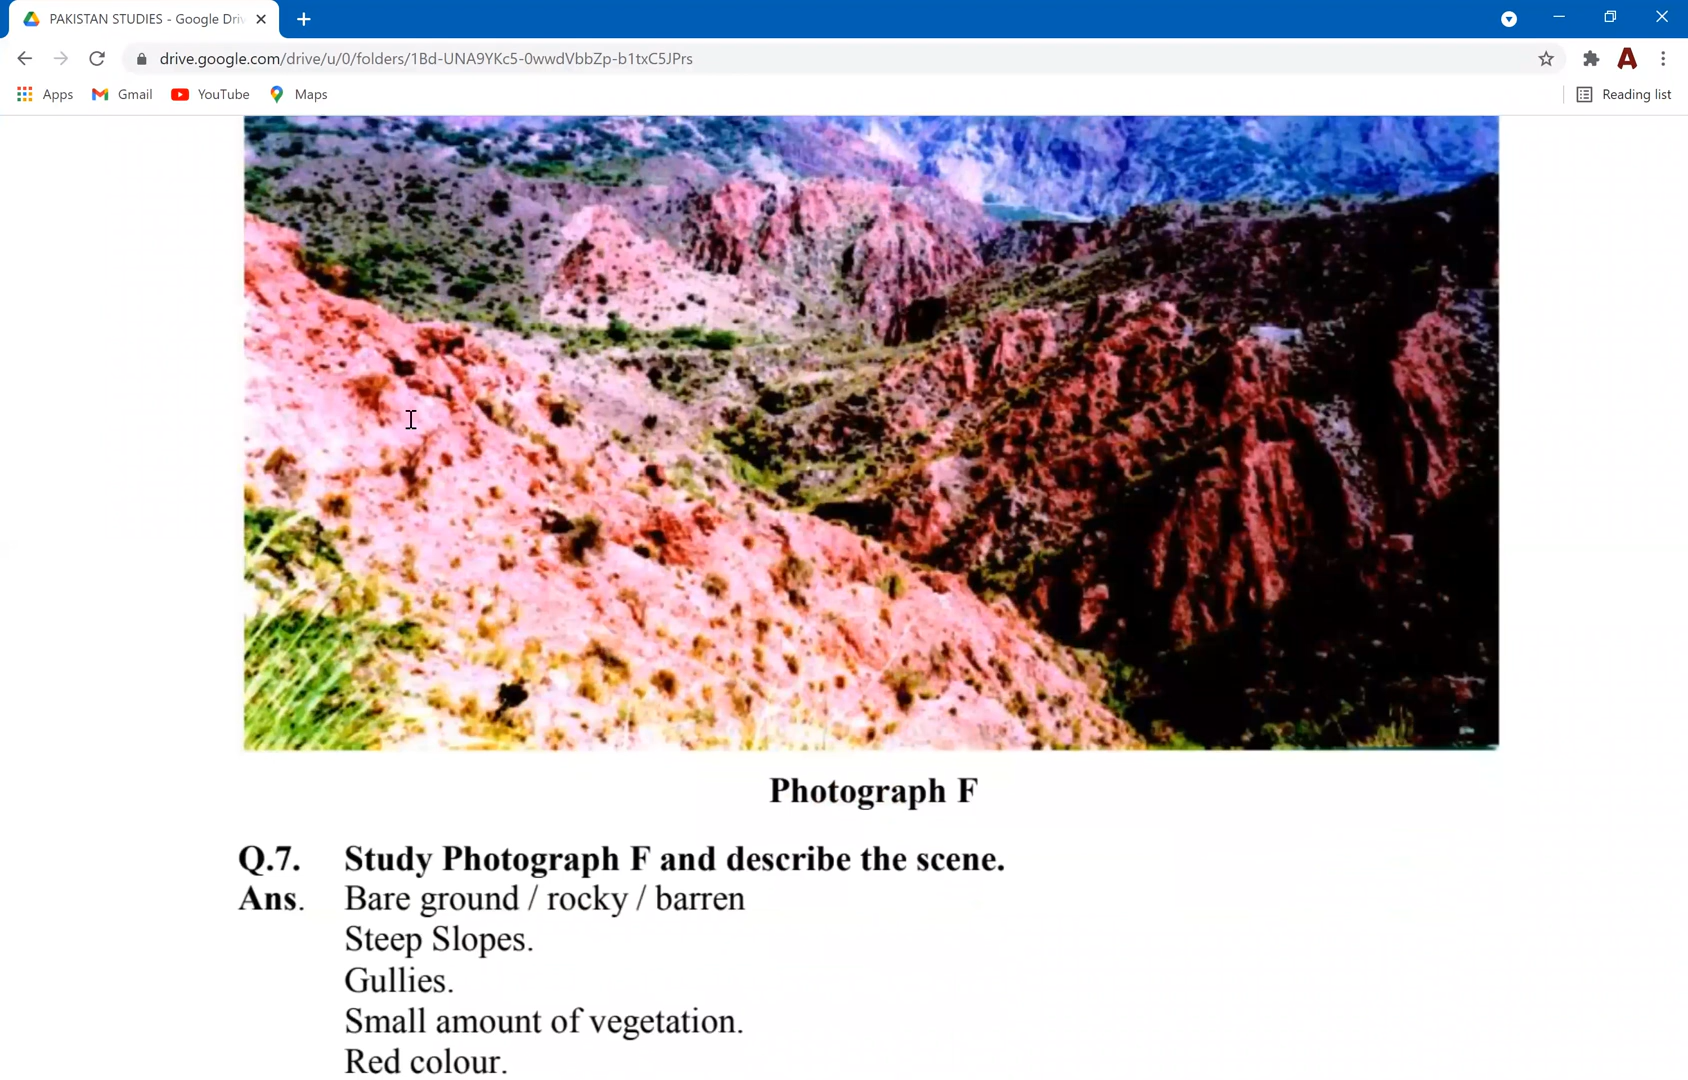 PAKISTAN STUDIES - Google Driv
drive.google.com/drive/u/0/folders/1Bd-UNA9YKc5-0wwdVbbZp-b1txC5JPrs
A
Apps Gmail YouTube Maps Reading list
Photograph F
Q.7. Study Photograph F and describe the scene.
Ans. Bare ground / rocky / barren
Steep Slopes.
Gullies.
Small amount of vegetation.
Red colour.